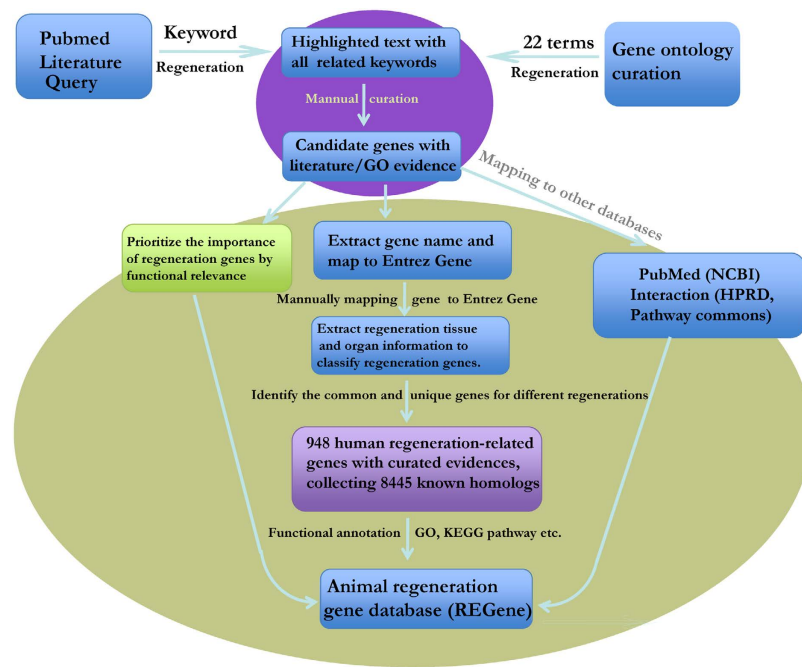 Pubmed
Literature
Query
Keyword
Regeneration
Highlighted text with
all related keywords
22 terms
Regeneration
Gene ontology
curation
Mannual curation
Candidate genes with
literature/GO evidence
Mapping to other databases
Prioritize the importance
of regeneration genes by
functional relevance
Extract gene name and
map to Entrez Gene
PubMed (NCBI)
Interaction (HPRD,
Pathway commons)
Mannually mapping gene to Entrez Gene
Extract regeneration tissue
and organ information to
classify regeneration genes.
Identify the common and unique genes for different regenerations
948 human regeneration-related
genes with curated evidences,
collecting 8445 known homologs
Functional annotation GO, KEGG pathway etc.
Animal regeneration
gene database (REGene)